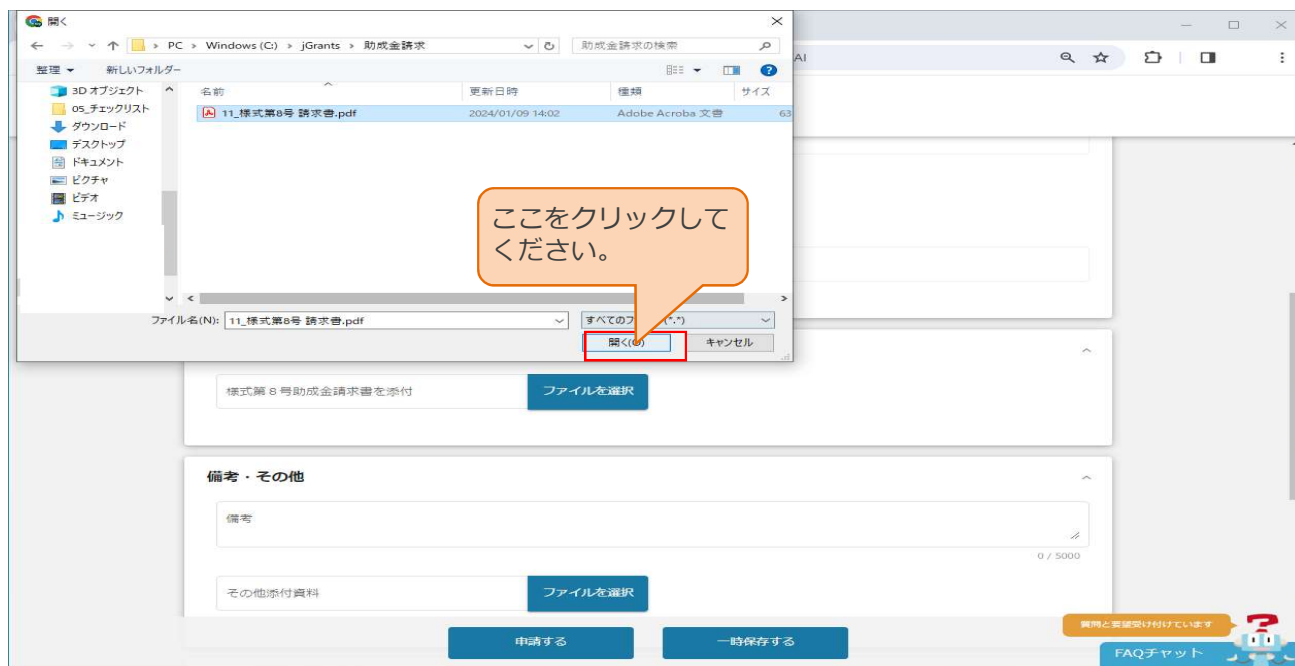 開く
PC > Windows (C:) > jGrants > 助成金請求
助成金請求の検索
AI
整理
新しいフォルダー
名前
更新日時
種類
サイズ
3D オブジェクト
05_チェックリスト
ダウンロード
デスクトップ
ドキュメント
ピクチャ
ビデオ
ミュージック
11_様式第8号 請求書.pdf
2024/01/09 14:02
Adobe Acroba 文書
63
ここをクリックして
ください。
ファイル名(N):
11_様式第8号 請求書.pdf
(*.*)
開く(O)
キャンセル
様式第8号助成金請求書を添付
ファイルを選択
備考・その他
備考
0 / 5000
その他添付資料
ファイルを選択
申請する
一時保存する
質問と要望受け付けています
FAQチャット